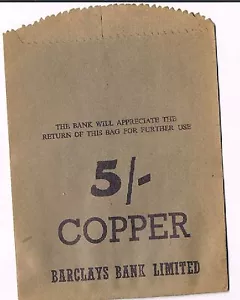 THE BANK WILL APPRECIATE THE
RETURN OF THIS BAG FOR FURTHER USE
5/-
COPPER
BARCLAYS BANK LIMITED